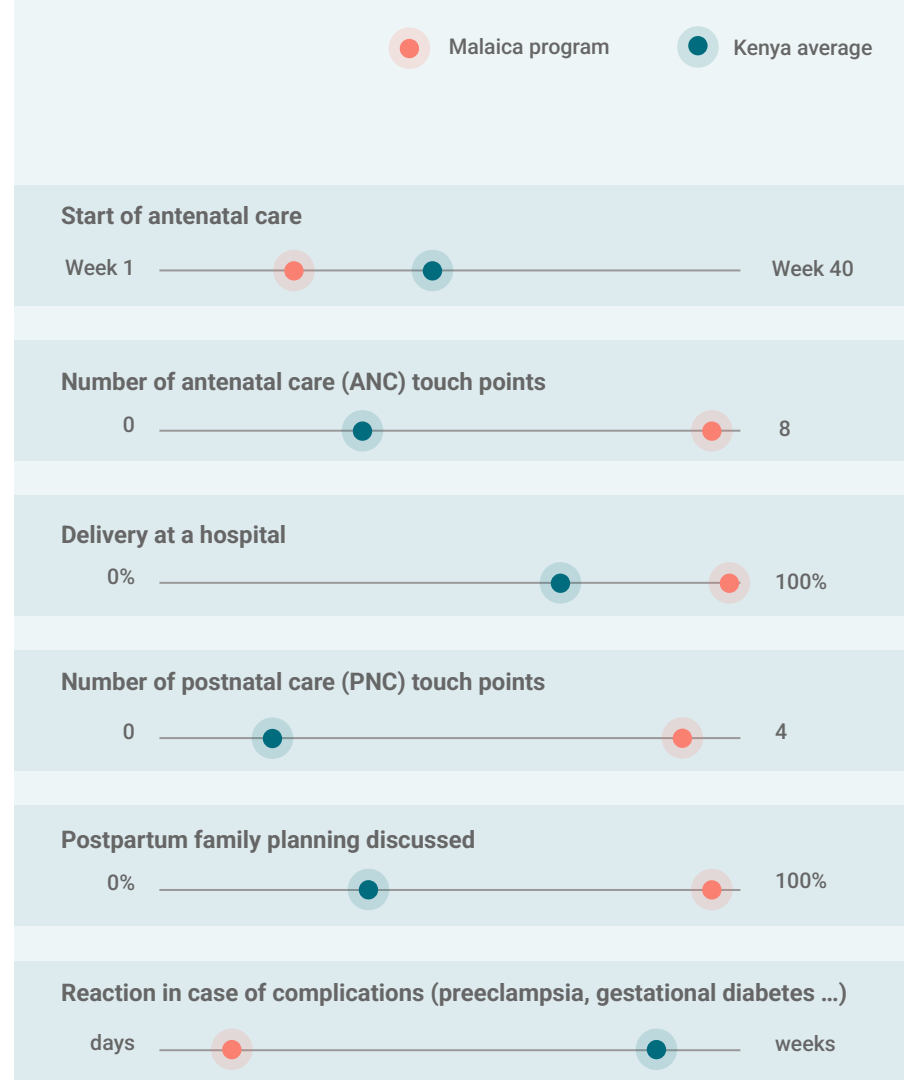 Malaica program
Kenya average
Start of antenatal care
Week 1
Week 40
Number of antenatal care (ANC) touch points
0
8
Delivery at a hospital
0%
100%
Number of postnatal care (PNC) touch points
0
4
Postpartum family planning discussed
0%
100%
Reaction in case of complications (preeclampsia, gestational diabetes ...)
days
weeks